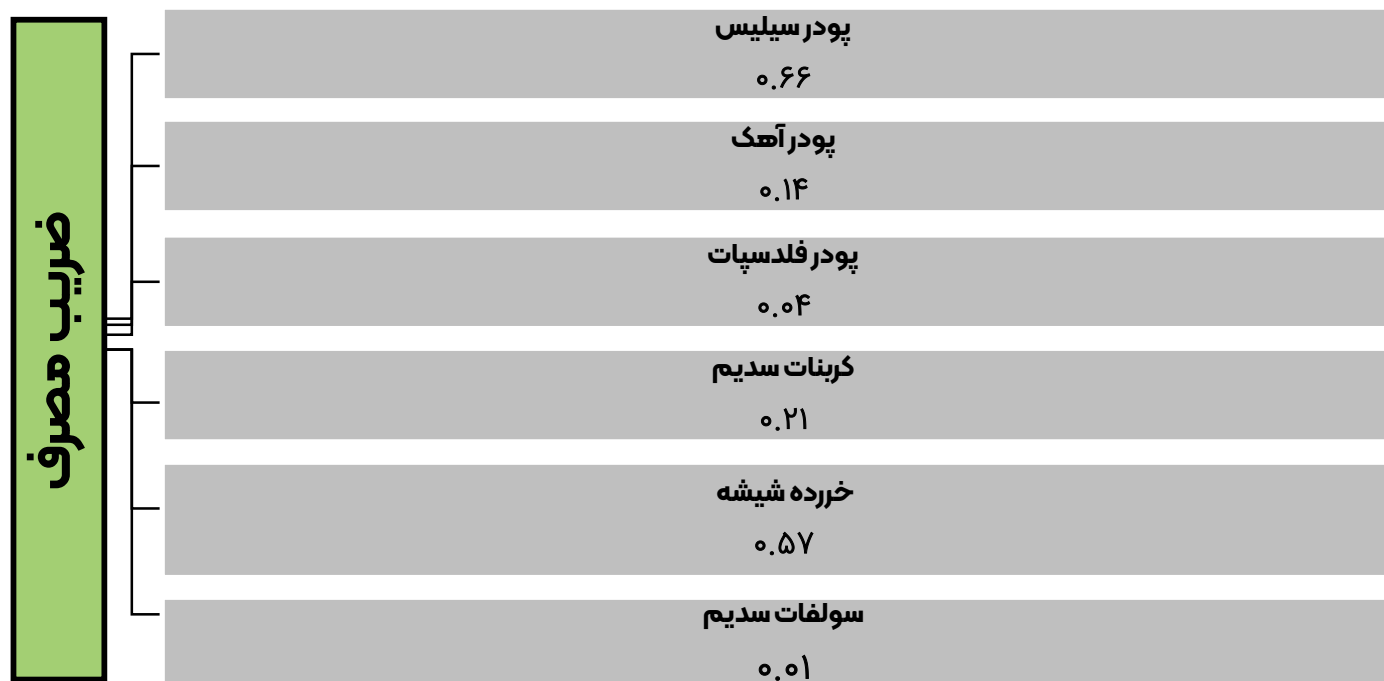 ضریب مصرف
پودر سیلیس
۰.۶۶
پودر آهک
۰.۱۴
پودر فلدسپات
۰.۰۴
کربنات سدیم
۰.۲۱
خررده شیشه
۰.۵۷
سولفات سدیم
۰.۰۱